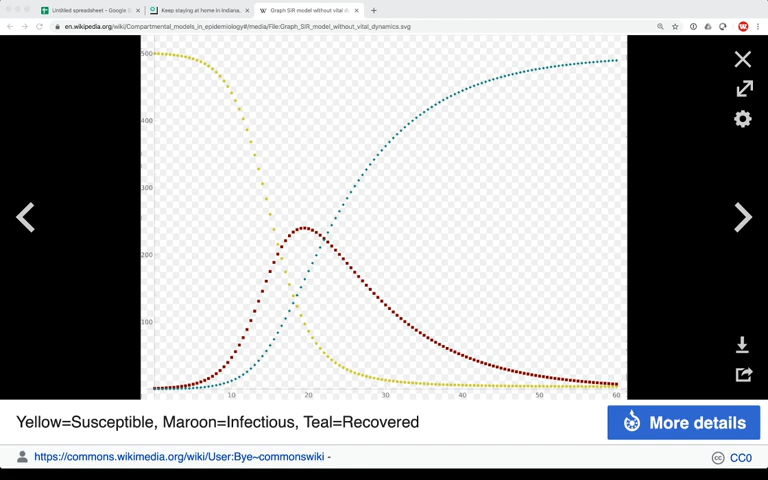 Untitled spreadsheet - Google S
Keep staying at home in Indiana.
Graph SIR model without vital d
en.wikipedia.org/wiki/Compartmental_models_in_epidemiology#/media/File:Graph_SIR_model_without_vital_dynamics.svg
500
400
300
200
100
10 20 30 40 50 60
Yellow=Susceptible, Maroon=Infectious, Teal=Recovered
More details
https://commons.wikimedia.org/wiki/User:Bye~commonswiki -
cc CC0